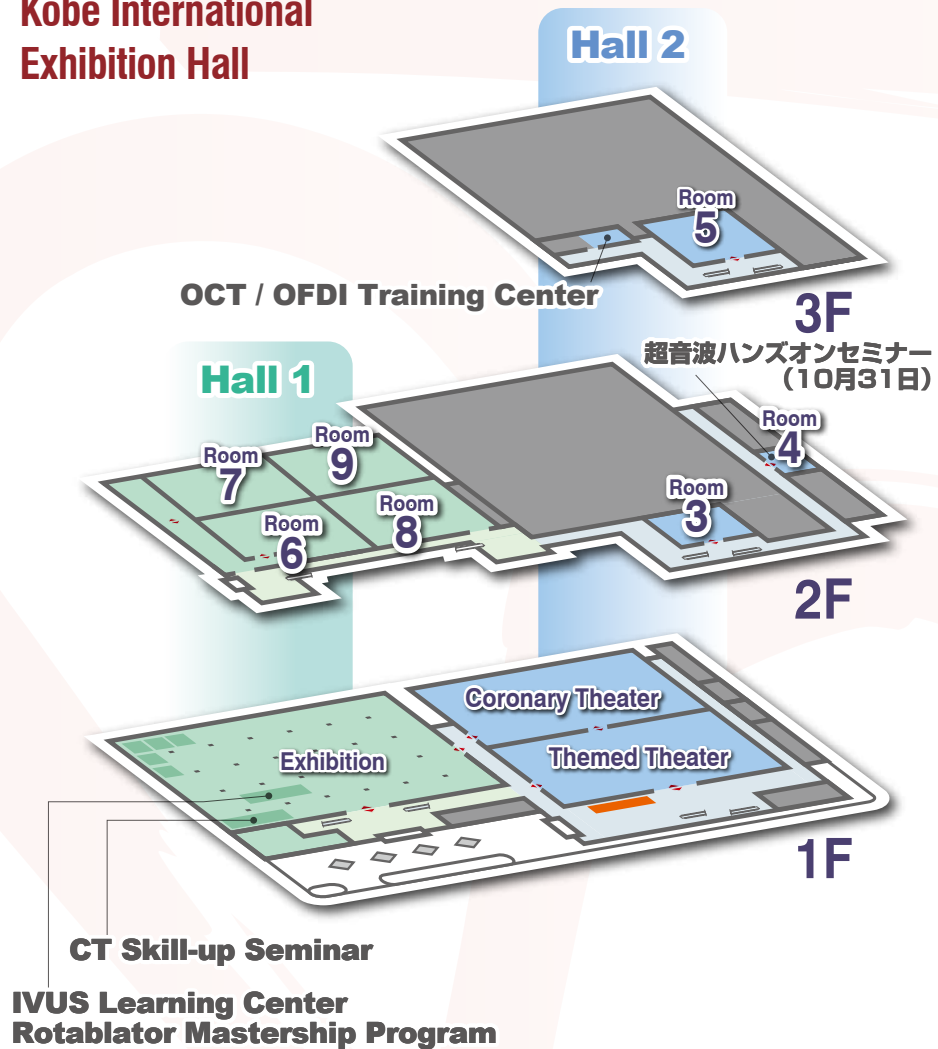 Kobe International
Exhibition Hall
Hall 2
Room
5
OCT / OFDI Training Center
3F
超音波ハンズオンセミナー
（10月31日）
Hall 1
Room
4
Room
9
Room
7
Room
3
Room
8
Room
6
2F
Coronary Theater
Themed Theater
Exhibition
1F
CT Skill-up Seminar
IVUS Learning Center
Rotablator Mastership Program